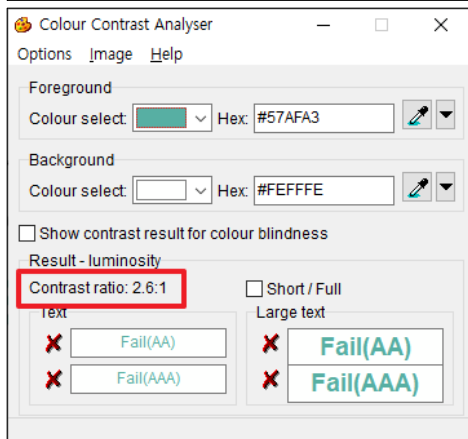 Colour Contrast Analyser
Options Image Help
Foreground
Colour select: Hex: #57AFA3
Background
Colour select: Hex: #FEFFFE
Show contrast result for colour blindness
Result - luminosity
Contrast ratio: 2.6:1
Short / Full
Text
Large text
Fail(AA)
Fail(AA)
Fail(AAA)
Fail(AAA)